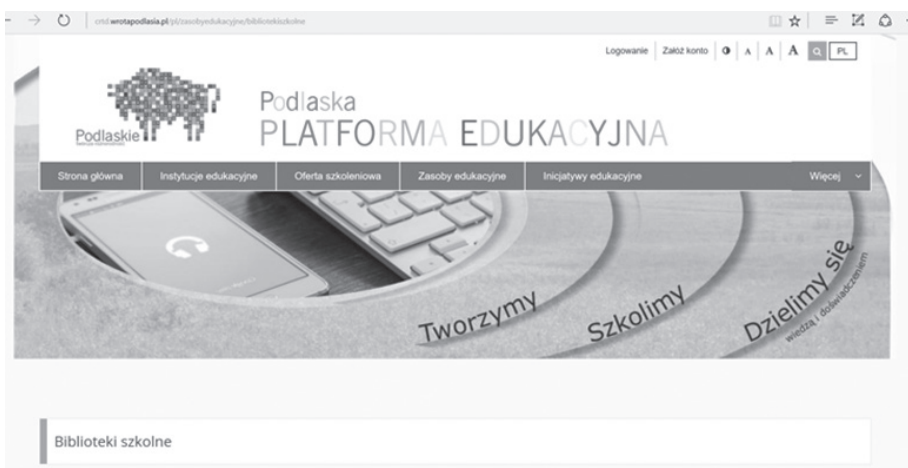 crtd.wrotapodlasia.pl/pl/zasobyedukacyjne/bibliotekiszkolne
Logowanie Załóż konto A A A PL
Podlaskie
Podlaska
PLATFORMA EDUKACYJNA
Strona główna Instytucje edukacyjne Oferta szkoleniowa Zasoby edukacyjne Inicjatywy edukacyjne Więcej
Tworzymy
Szkolimy
Dzielimy się
wiedzą i doświadczeniem
Biblioteki szkolne